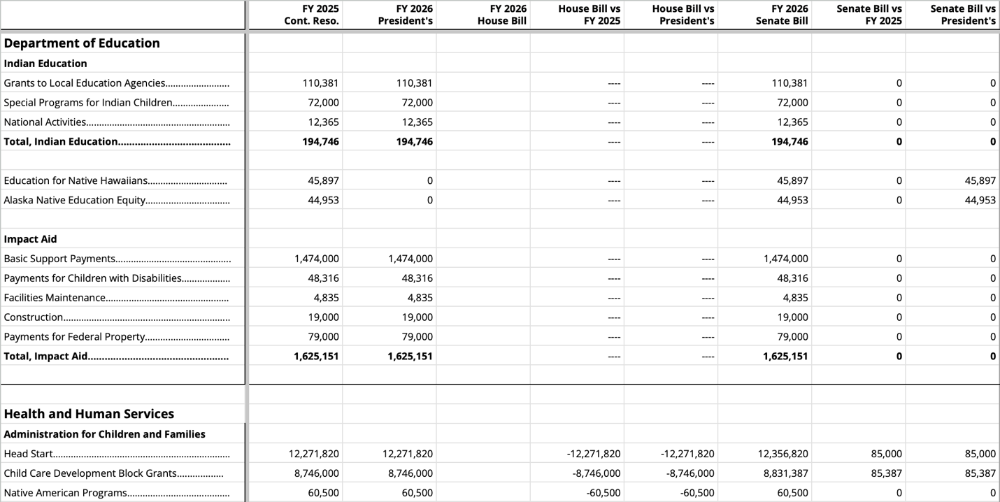 FY 2025 FY 2026 FY 2026 House Bill vs House Bill vs FY 2026 Senate Bill vs Senate Bill vs
Cont. Reso. President's House Bill FY 2025 President's Senate Bill FY 2025 President's
Department of Education
Indian Education
Grants to Local Education Agencies......................... 110,381 110,381 ---- ---- 110,381 0 0
Special Programs for Indian Children...................... 72,000 72,000 ---- ---- 72,000 0 0
National Activities........................................................ 12,365 12,365 ---- ---- 12,365 0 0
Total, Indian Education........................................ 194,746 194,746 ---- ---- 194,746 0 0
Education for Native Hawaiians............................... 45,897 0 ---- ---- 45,897 0 45,897
Alaska Native Education Equity................................. 44,953 0 ---- ---- 44,953 0 44,953
Impact Aid
Basic Support Payments............................................. 1,474,000 1,474,000 ---- ---- 1,474,000 0 0
Payments for Children with Disabilities................... 48,316 48,316 ---- ---- 48,316 0 0
Facilities Maintenance................................................ 4,835 4,835 ---- ---- 4,835 0 0
Construction................................................................. 19,000 19,000 ---- ---- 19,000 0 0
Payments for Federal Property................................. 79,000 79,000 ---- ---- 79,000 0 0
Total, Impact Aid.................................................. 1,625,151 1,625,151 ---- ---- 1,625,151 0 0
Health and Human Services
Administration for Children and Families
Head Start..................................................................... 12,271,820 12,271,820 -12,271,820 -12,271,820 12,356,820 85,000 85,000
Child Care Development Block Grants.................. 8,746,000 8,746,000 -8,746,000 -8,746,000 8,831,387 85,387 85,387
Native American Programs........................................ 60,500 60,500 -60,500 -60,500 60,500 0 0